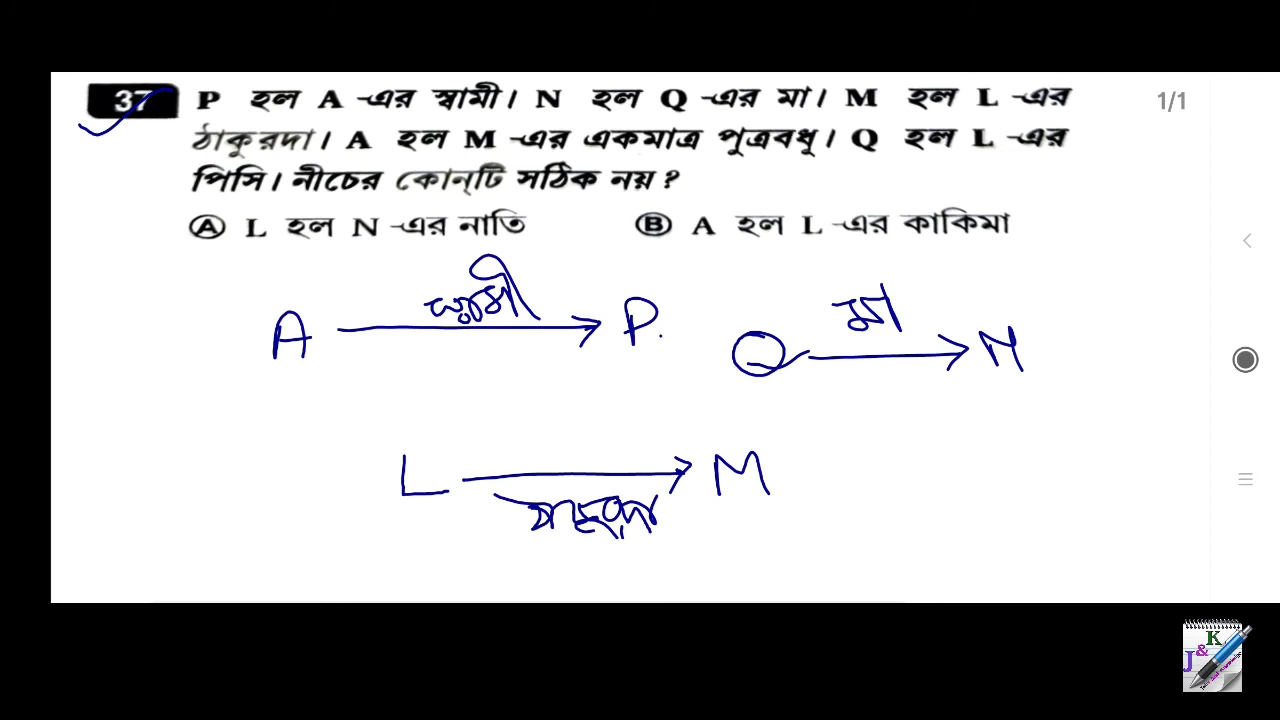 37 P হল A -এর স্বামী। N হল Q -এর মা। M হল L -এর
1/1
ঠাকুরদা। A হল M -এর একমাত্র পুত্রবধূ। Q হল L -এর
পিসি। নীচের কোন্‌টি সঠিক নয় ?
A L হল N -এর নাতি B A হল L -এর কাকিমা
স্বামী
A P.
মা
Q N
L M
J & K